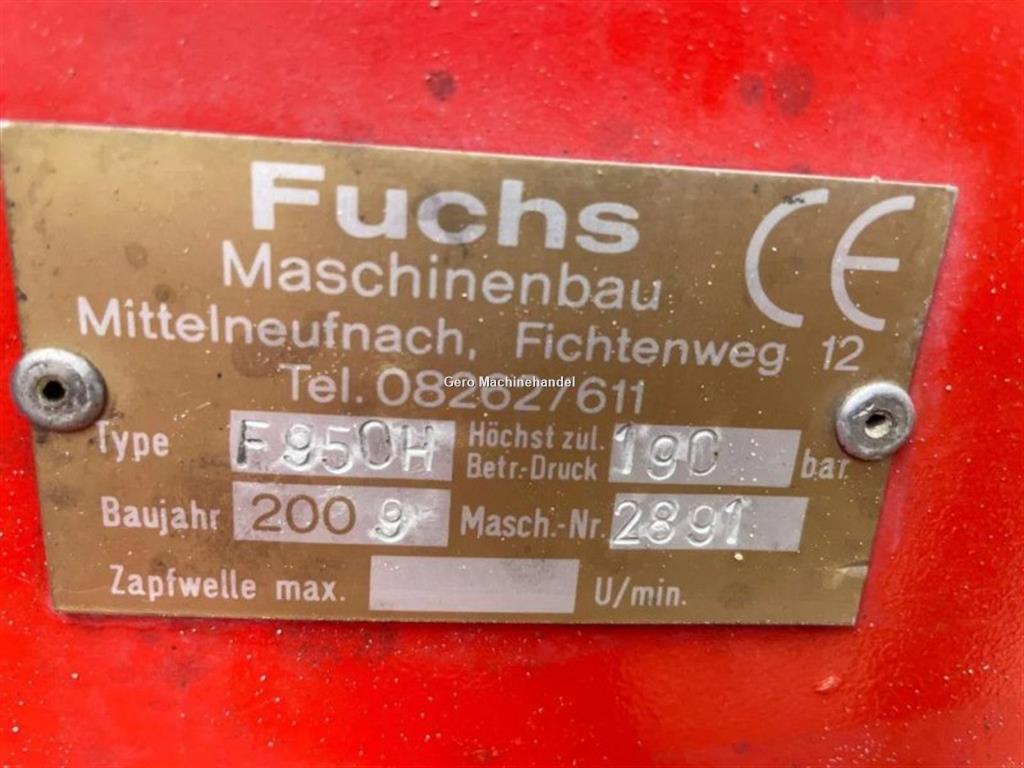 Fuchs
CE
Maschinenbau
Mittelneufnach, Fichtenweg 12
Tel. 08262/611
Gero Machinehandel
Type F950H Höchst zul. Betr.-Druck 190 bar
Baujahr 2009 Masch.-Nr. 2891
Zapfwelle max. U/min.